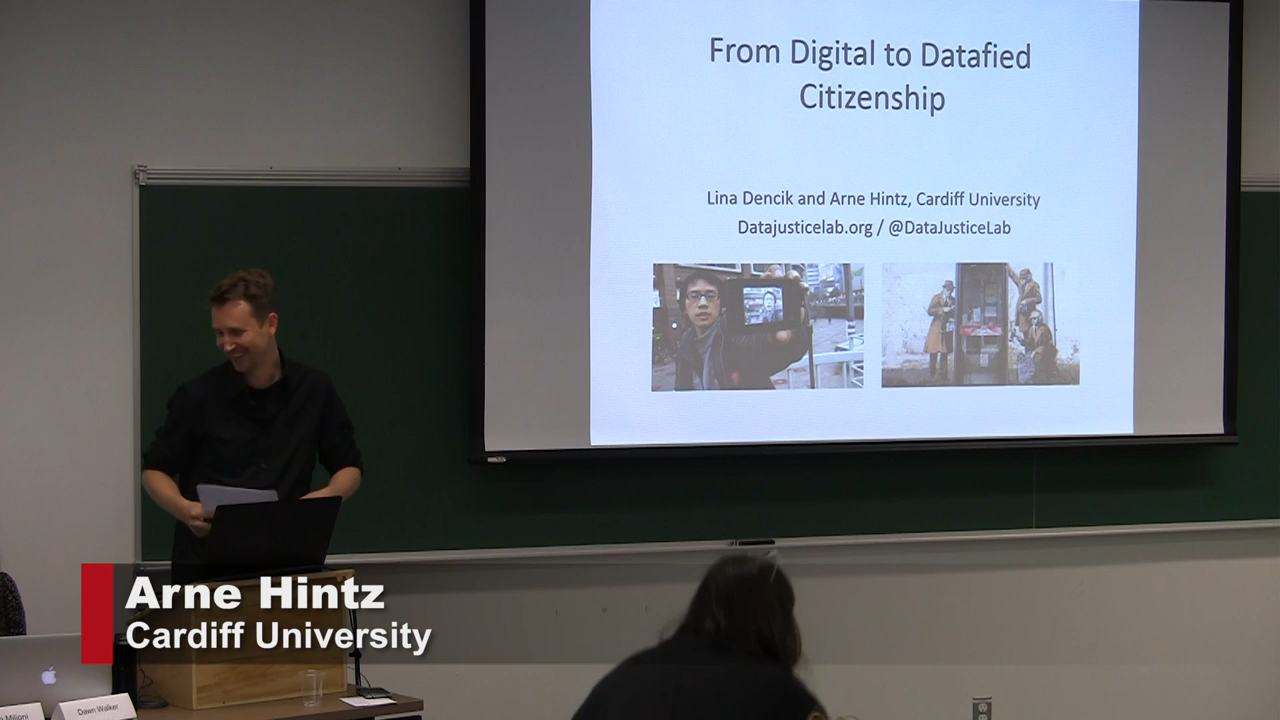 From Digital to Datafied
Citizenship
Lina Dencik and Arne Hintz, Cardiff University
Datajusticelab.org / @DataJusticeLab
Arne Hintz
Cardiff University
Milioni
Dawn Walker